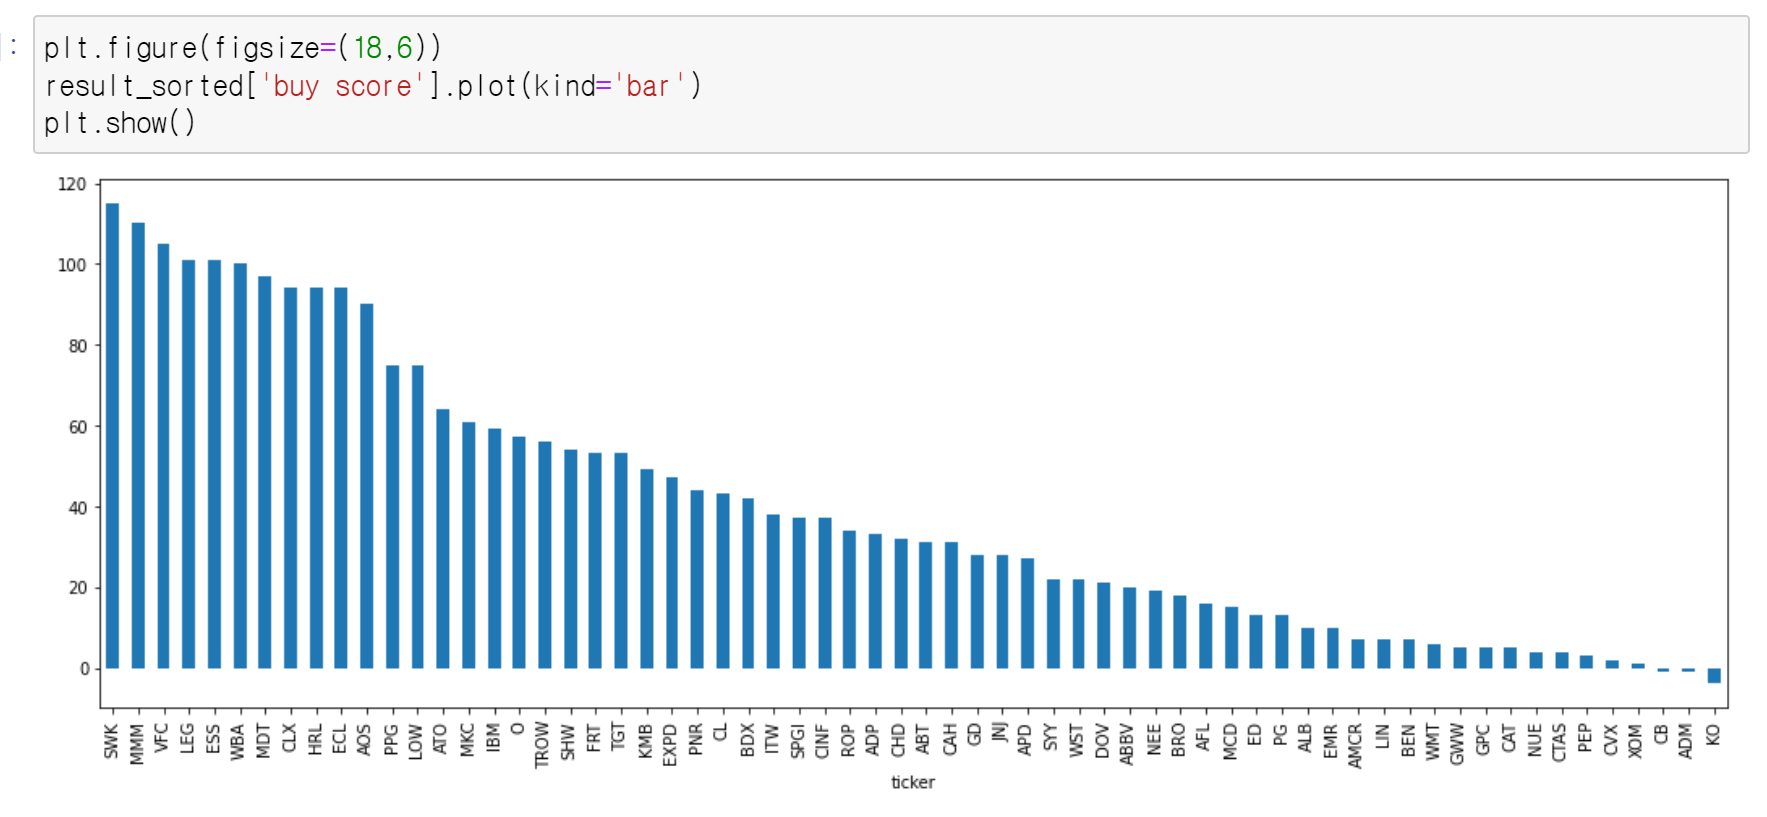 ]:
plt.figure(figsize=(18,6))
result_sorted['buy score'].plot(kind='bar')
plt.show()
120
100
80
60
40
20
0
SWK MMM VFC LEG ESS WBA MDT CLX HRL ECL AOS PPG LOW ATO MKC IBM O TROW SHW FRT TGT KMB EXPD PNR CL BDX ITW SPGI CINF ROP ADP CHD ABT CAH GD JNJ APD SYY WST DOV ABBV NEE BRO AFL MCD ED PG ALB EMR AMCR LIN BEN WMT GWW GPC CAT NUE CTAS PEP CVX XOM CB ADM KO
ticker